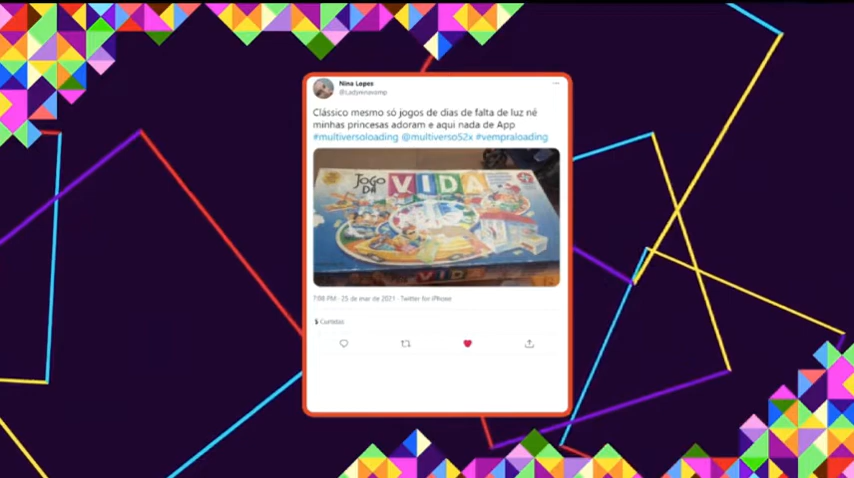 Nina Lopes
@Ladyninavamp
Clássico mesmo só jogos de dias de falta de luz né
minhas princesas adoram e aqui nada de App
#multiversoloading @multiverso52x #vempraloading
JOGO
DA VIDA
VIDA
7:08 PM · 25 de mar de 2021 · Twitter for iPhone
5 Curtidas